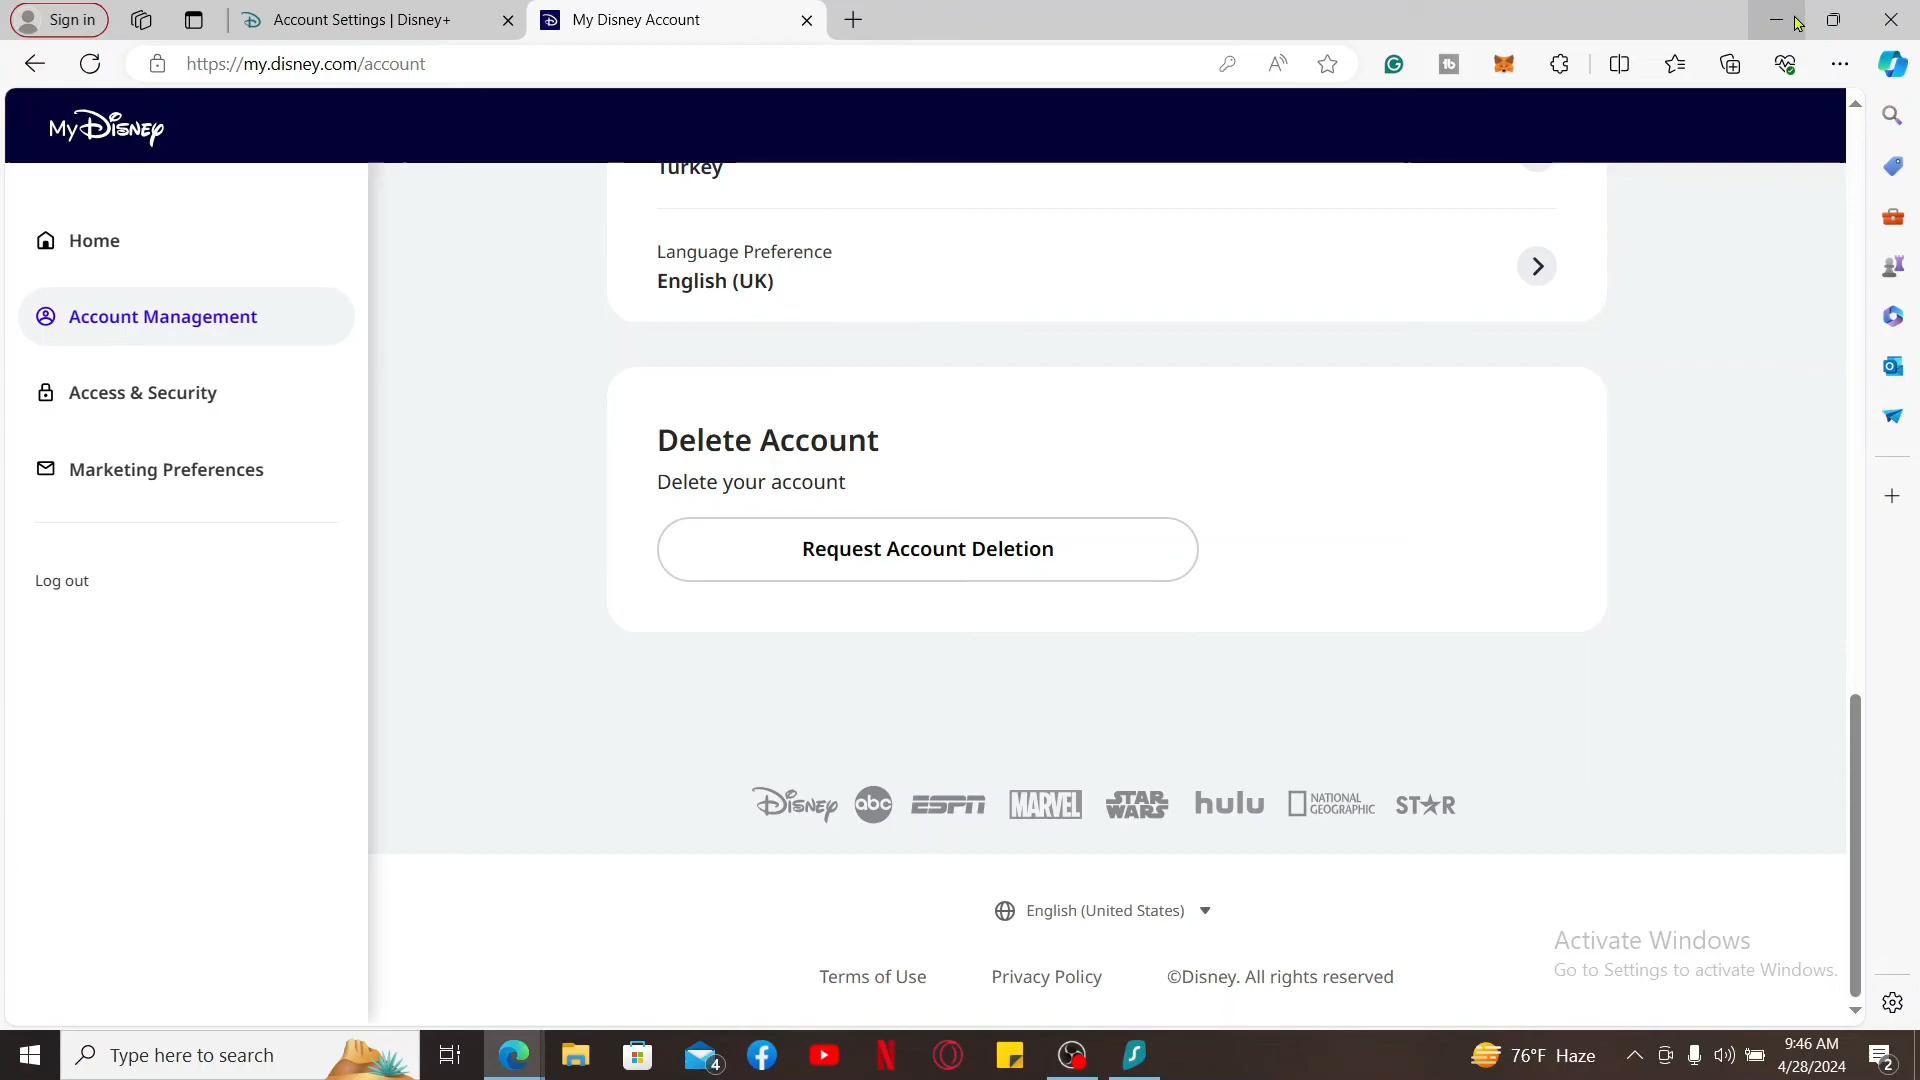 Sign in
Account Settings | Disney+
My Disney Account
https://my.disney.com/account
My Disney
Home
Account Management
Access & Security
Marketing Preferences
Log out
Turkey
Language Preference
English (UK)
Delete Account
Delete your account
Request Account Deletion
Disney abc ESPN MARVEL STAR WARS hulu NATIONAL GEOGRAPHIC STAR
English (United States)
Terms of Use
Privacy Policy
©Disney. All rights reserved
Activate Windows
Go to Settings to activate Windows.
Type here to search
4
76°F Haze
9:46 AM
4/28/2024
2